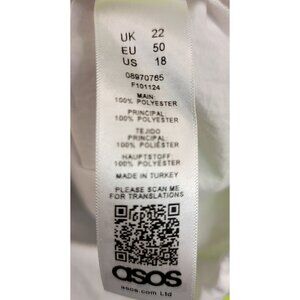 UK 22
EU 50
US 18
08970765
F101124
MAIN:
100% POLYESTER
PRINCIPAL:
100% POLYESTER
TEJIDO
PRINCIPAL:
100% POLIÉSTER
HAUPTSTOFF:
100% POLYESTER
MADE IN TURKEY
PLEASE SCAN ME
FOR TRANSLATIONS
asos
asos.com Ltd